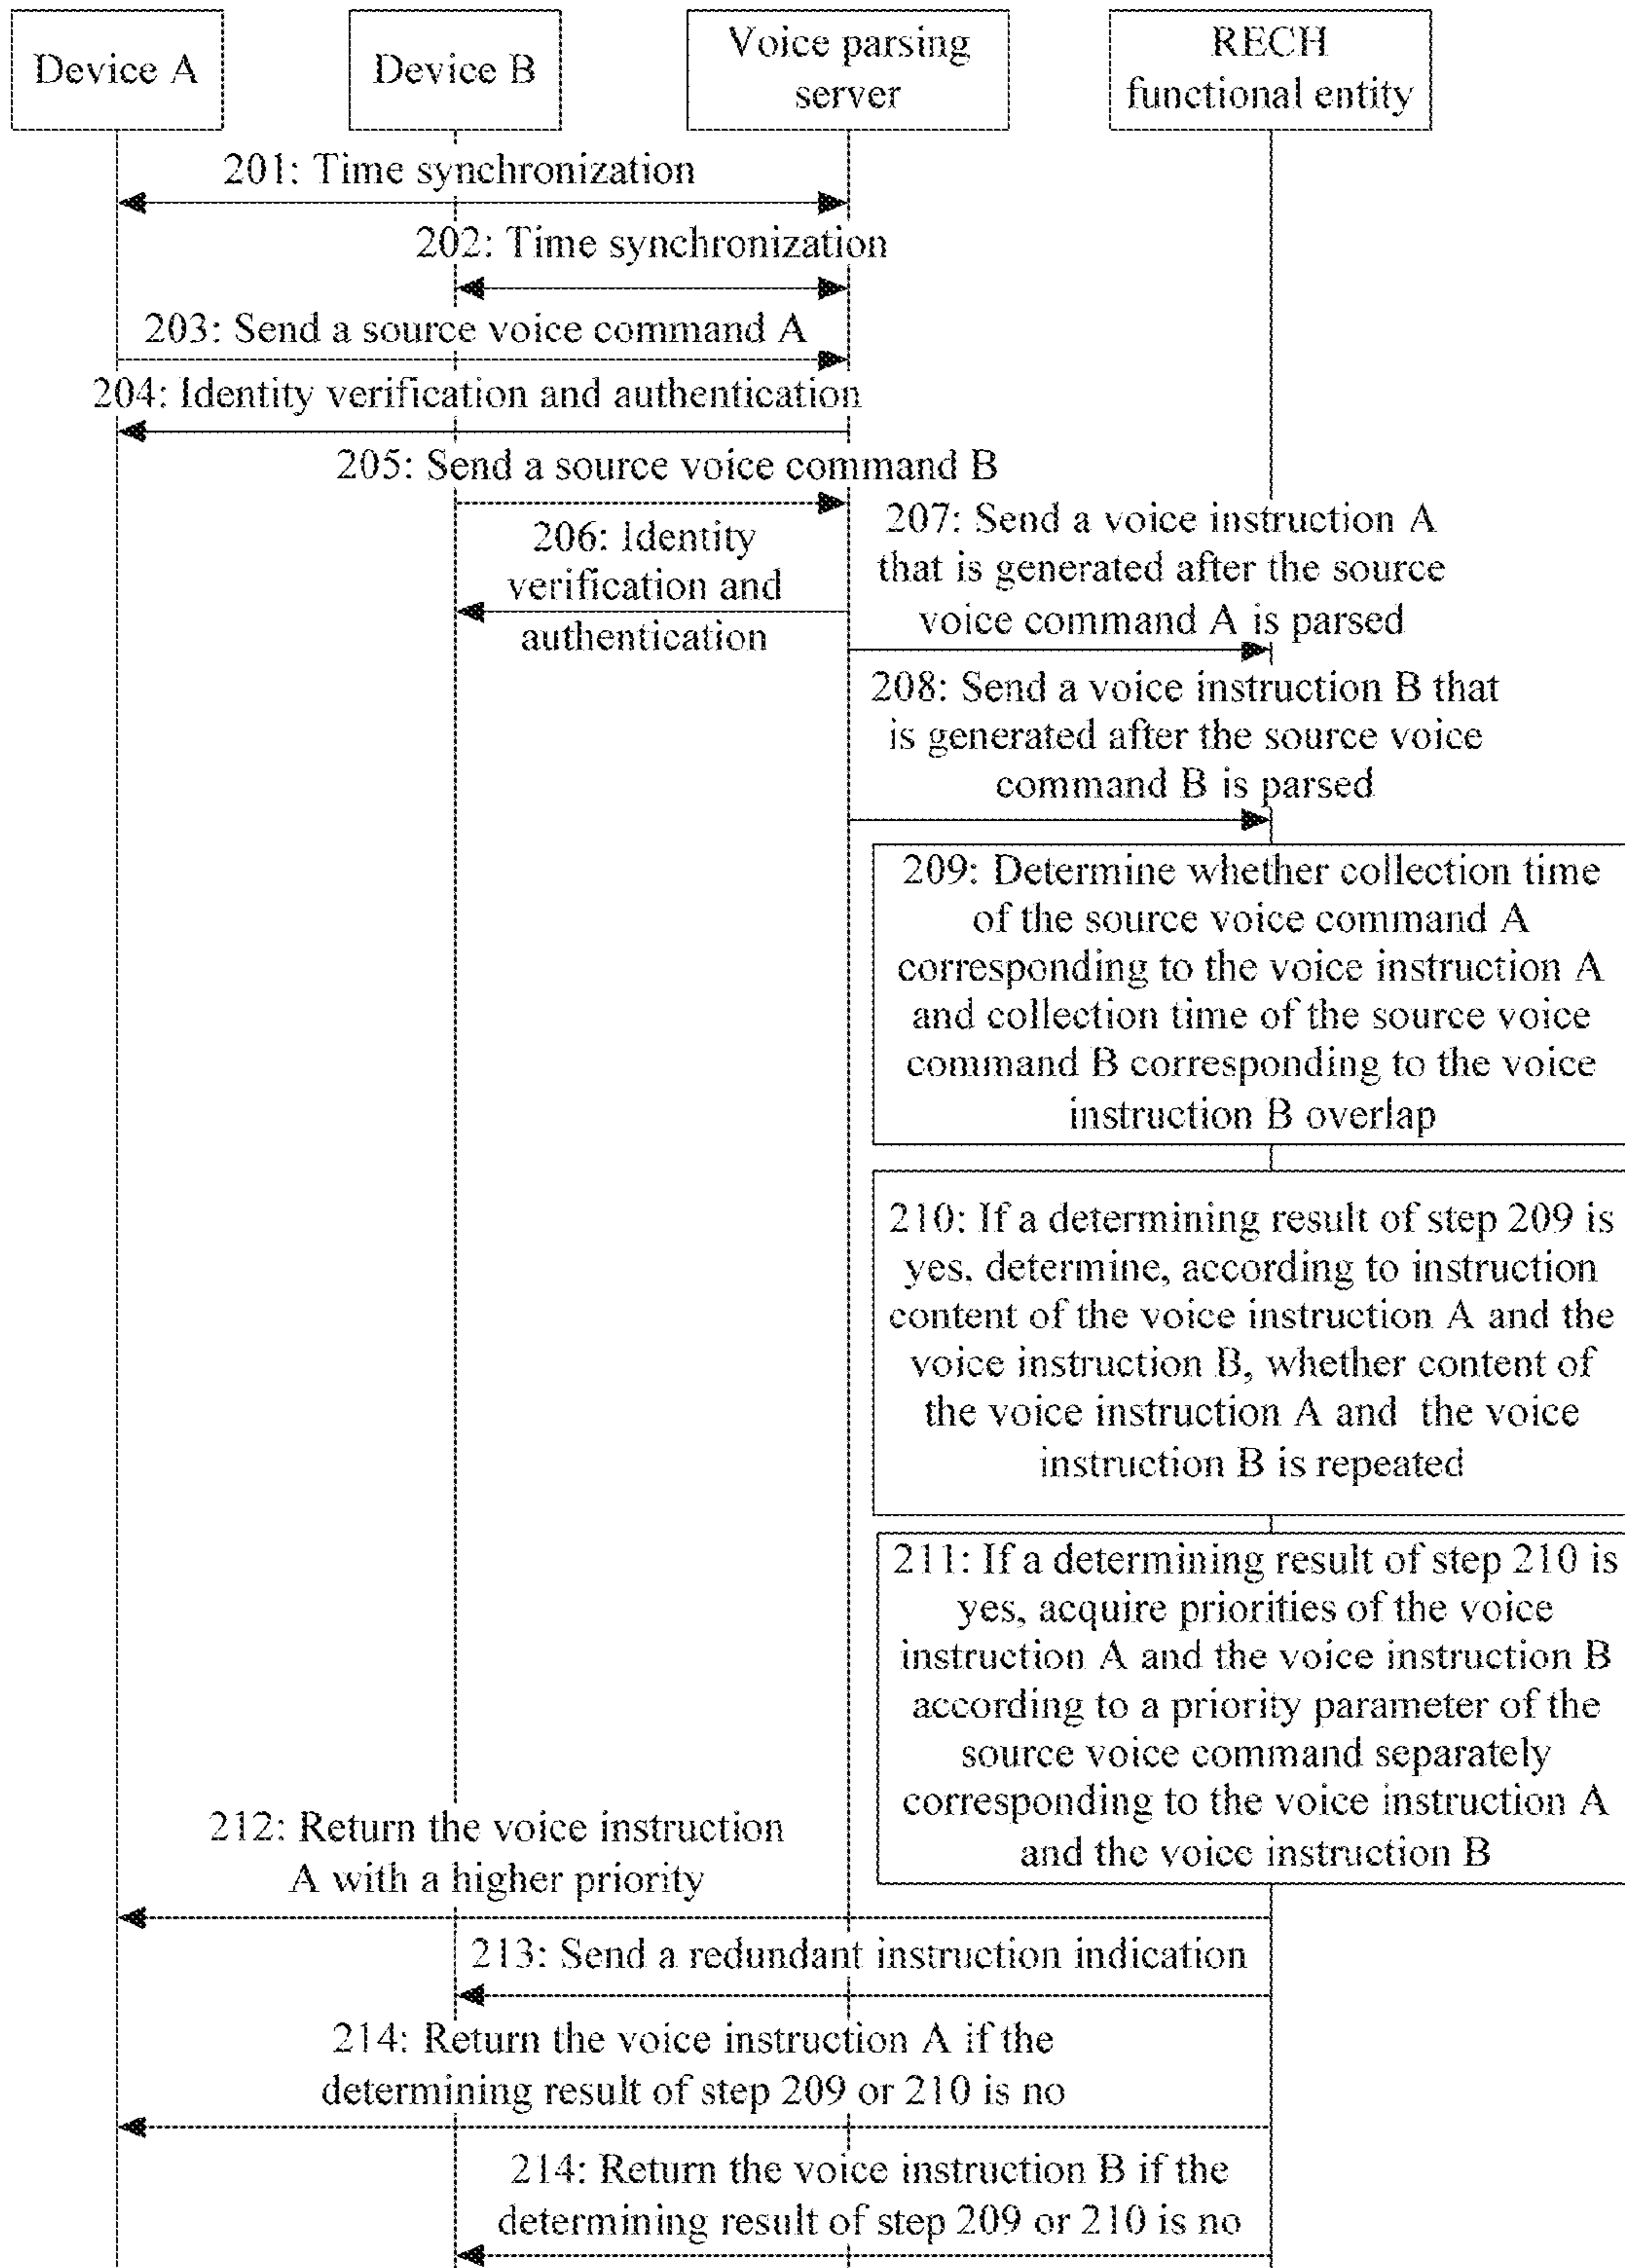 Device A
Device B
Voice parsing
server
RECH
functional entity
201: Time synchronization
202: Time synchronization
203: Send a source voice command A
204: Identity verification and authentication
205: Send a source voice command B
206: Identity
verification and
authentication
207: Send a voice instruction A
that is generated after the source
voice command A is parsed
208: Send a voice instruction B that
is generated after the source voice
command B is parsed
209: Determine whether collection time
of the source voice command A
corresponding to the voice instruction A
and collection time of the source voice
command B corresponding to the voice
instruction B overlap
210: If a determining result of step 209 is
yes, determine, according to instruction
content of the voice instruction A and the
voice instruction B, whether content of
the voice instruction A and the voice
instruction B is repeated
211: If a determining result of step 210 is
yes, acquire priorities of the voice
instruction A and the voice instruction B
according to a priority parameter of the
source voice command separately
corresponding to the voice instruction A
and the voice instruction B
212: Return the voice instruction
A with a higher priority
213: Send a redundant instruction indication
214: Return the voice instruction A if the
determining result of step 209 or 210 is no
214: Return the voice instruction B if the
determining result of step 209 or 210 is no